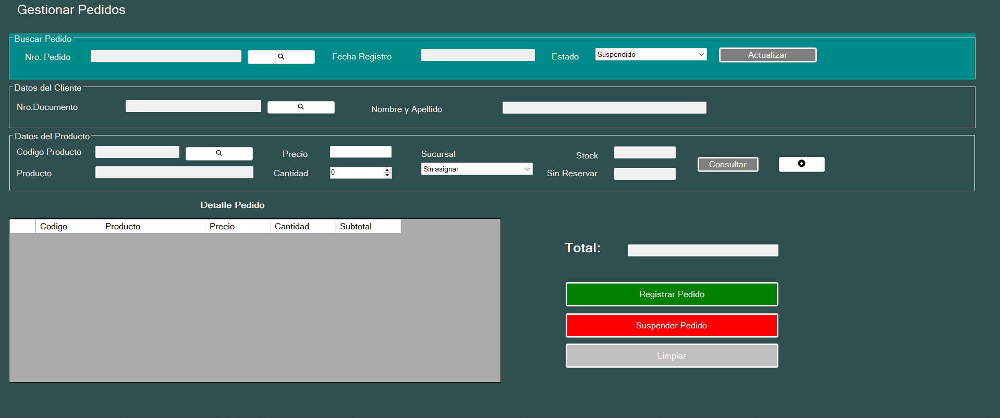 Gestionar Pedidos
Buscar Pedido
Nro. Pedido
Fecha Registro
Estado
Suspendido
Actualizar
Datos del Cliente
Nro.Documento
Nombre y Apellido
Datos del Producto
Codigo Producto
Precio
Sucursal
Stock
Consultar
Producto
Cantidad
0
Sin asignar
Sin Reservar
Detalle Pedido
Codigo Producto Precio Cantidad Subtotal
Total:
Registrar Pedido
Suspender Pedido
Limpiar